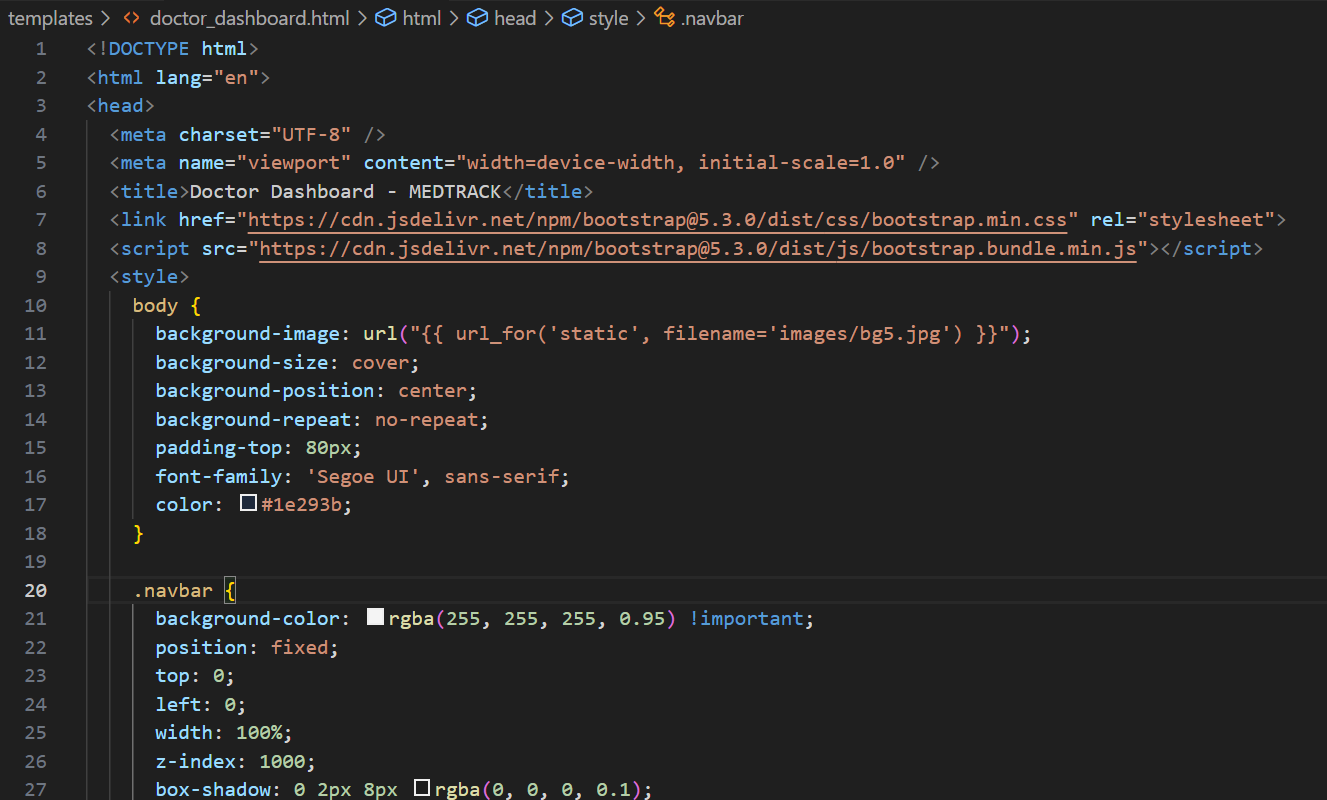 templates > <> doctor_dashboard.html > html > head > style > .navbar
1 <!DOCTYPE html>
2 <html lang="en">
3 <head>
4 <meta charset="UTF-8" />
5 <meta name="viewport" content="width=device-width, initial-scale=1.0" />
6 <title>Doctor Dashboard - MEDTRACK</title>
7 <link href="https://cdn.jsdelivr.net/npm/bootstrap@5.3.0/dist/css/bootstrap.min.css" rel="stylesheet">
8 <script src="https://cdn.jsdelivr.net/npm/bootstrap@5.3.0/dist/js/bootstrap.bundle.min.js"></script>
9 <style>
10 body {
11 background-image: url("{{ url_for('static', filename='images/bg5.jpg') }}");
12 background-size: cover;
13 background-position: center;
14 background-repeat: no-repeat;
15 padding-top: 80px;
16 font-family: 'Segoe UI', sans-serif;
17 color: #1e293b;
18 }
19
20 .navbar {
21 background-color: rgba(255, 255, 255, 0.95) !important;
22 position: fixed;
23 top: 0;
24 left: 0;
25 width: 100%;
26 z-index: 1000;
27 box-shadow: 0 2px 8px rgba(0, 0, 0, 0.1);